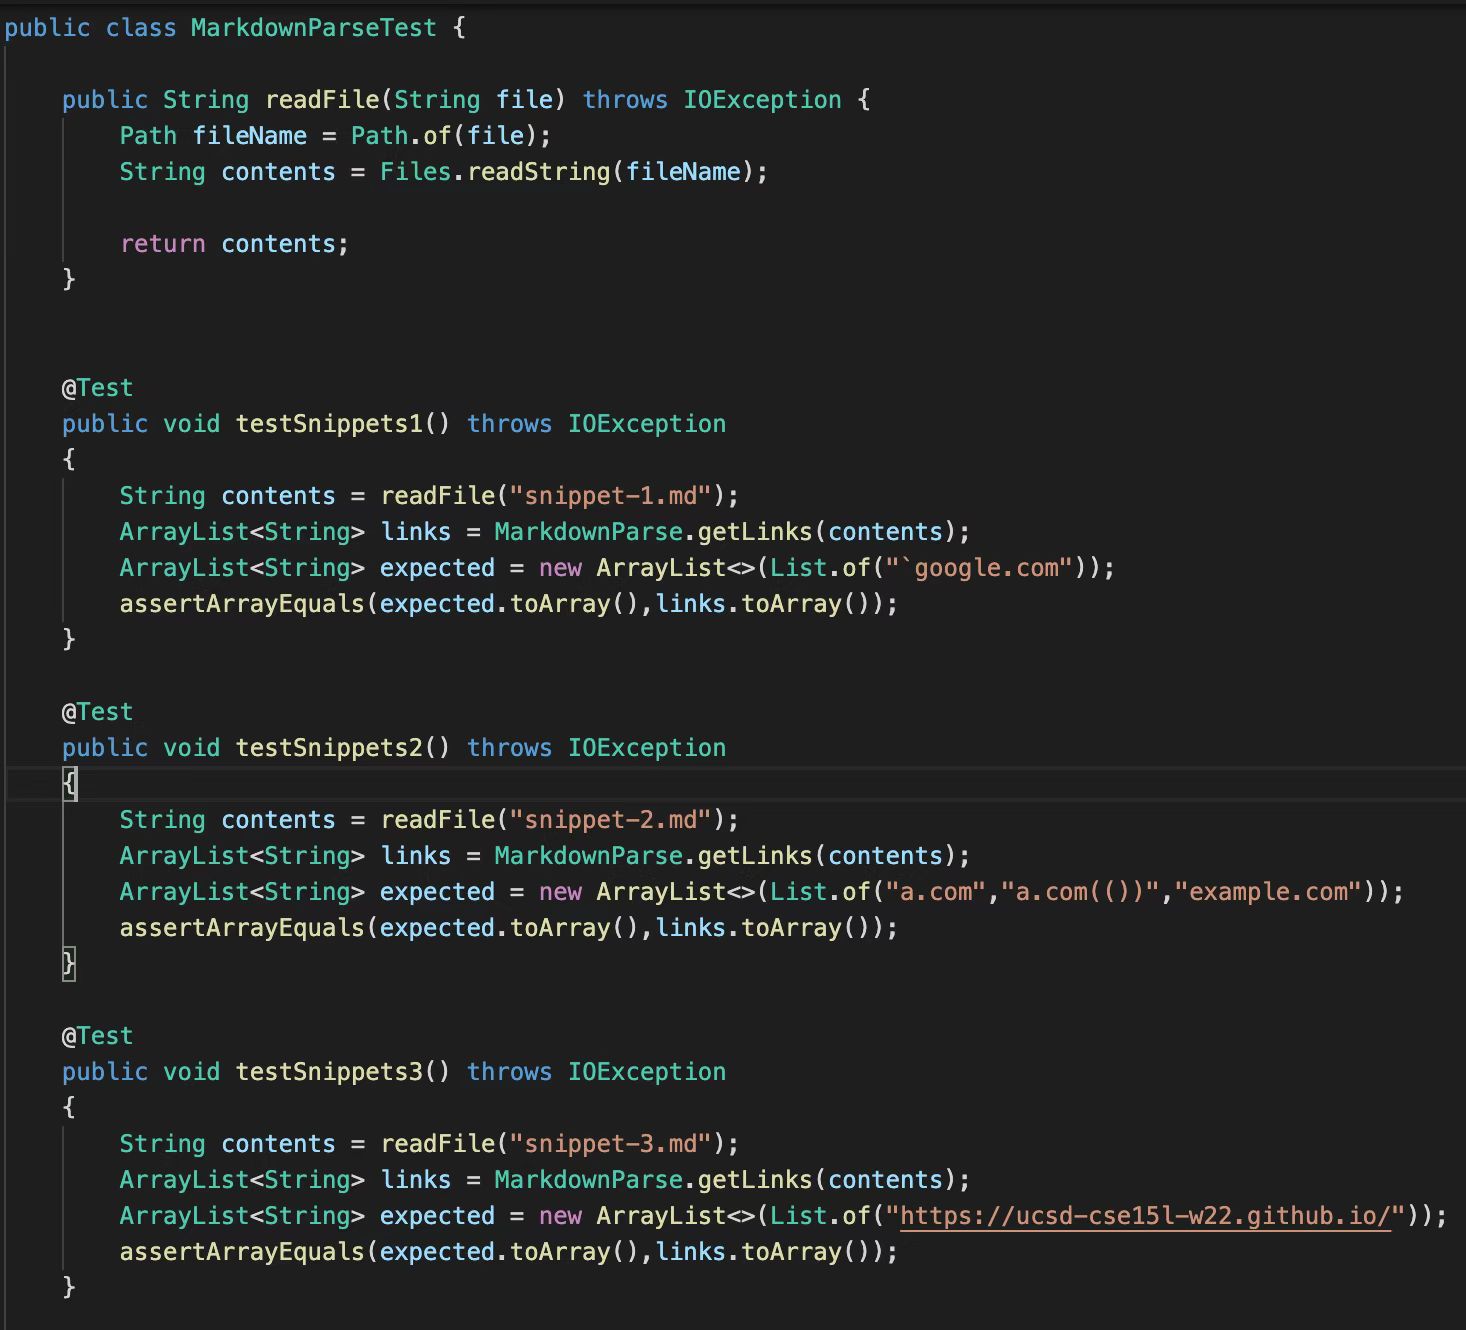 public class MarkdownParseTest {
public String readFile(String file) throws IOException {
Path fileName = Path.of(file);
String contents = Files.readString(fileName);
return contents;
}
@Test
public void testSnippets1() throws IOException
{
String contents = readFile("snippet-1.md");
ArrayList<String> links = MarkdownParse.getLinks(contents);
ArrayList<String> expected = new ArrayList<>(List.of("`google.com"));
assertArrayEquals(expected.toArray(),links.toArray());
}
@Test
public void testSnippets2() throws IOException
{
String contents = readFile("snippet-2.md");
ArrayList<String> links = MarkdownParse.getLinks(contents);
ArrayList<String> expected = new ArrayList<>(List.of("a.com","a.com(())","example.com"));
assertArrayEquals(expected.toArray(),links.toArray());
}
@Test
public void testSnippets3() throws IOException
{
String contents = readFile("snippet-3.md");
ArrayList<String> links = MarkdownParse.getLinks(contents);
ArrayList<String> expected = new ArrayList<>(List.of("https://ucsd-cse15l-w22.github.io/"));
assertArrayEquals(expected.toArray(),links.toArray());
}